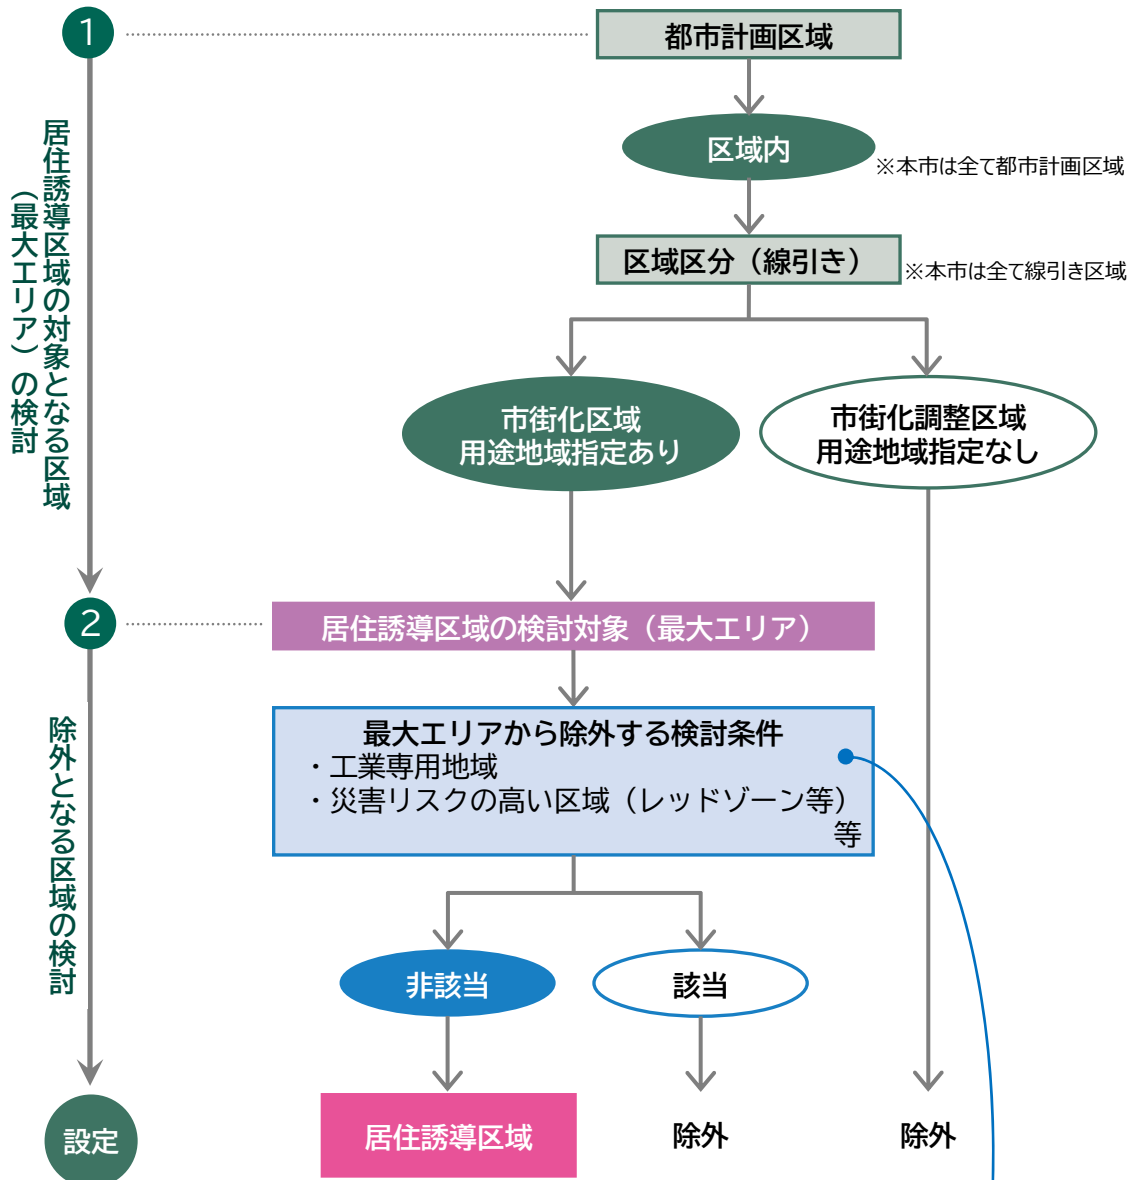 1
都市計画区域
区域内
※本市は全て都市計画区域
区域区分（線引き）
※本市は全て線引き区域
居住誘導区域の対象となる区域
（最大エリア）の検討
市街化区域
用途地域指定あり
市街化調整区域
用途地域指定なし
2
居住誘導区域の検討対象（最大エリア）
最大エリアから除外する検討条件
・工業専用地域
・災害リスクの高い区域（レッドゾーン等）
等
除外となる区域の検討
非該当
該当
設定
居住誘導区域
除外
除外